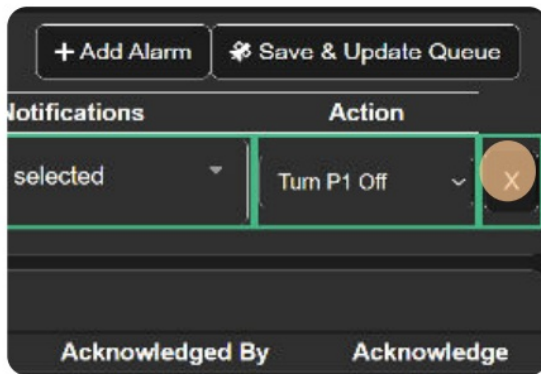 + Add Alarm Save & Update Queue
Notifications Action
selected Turn P1 Off X
Acknowledged By Acknowledge